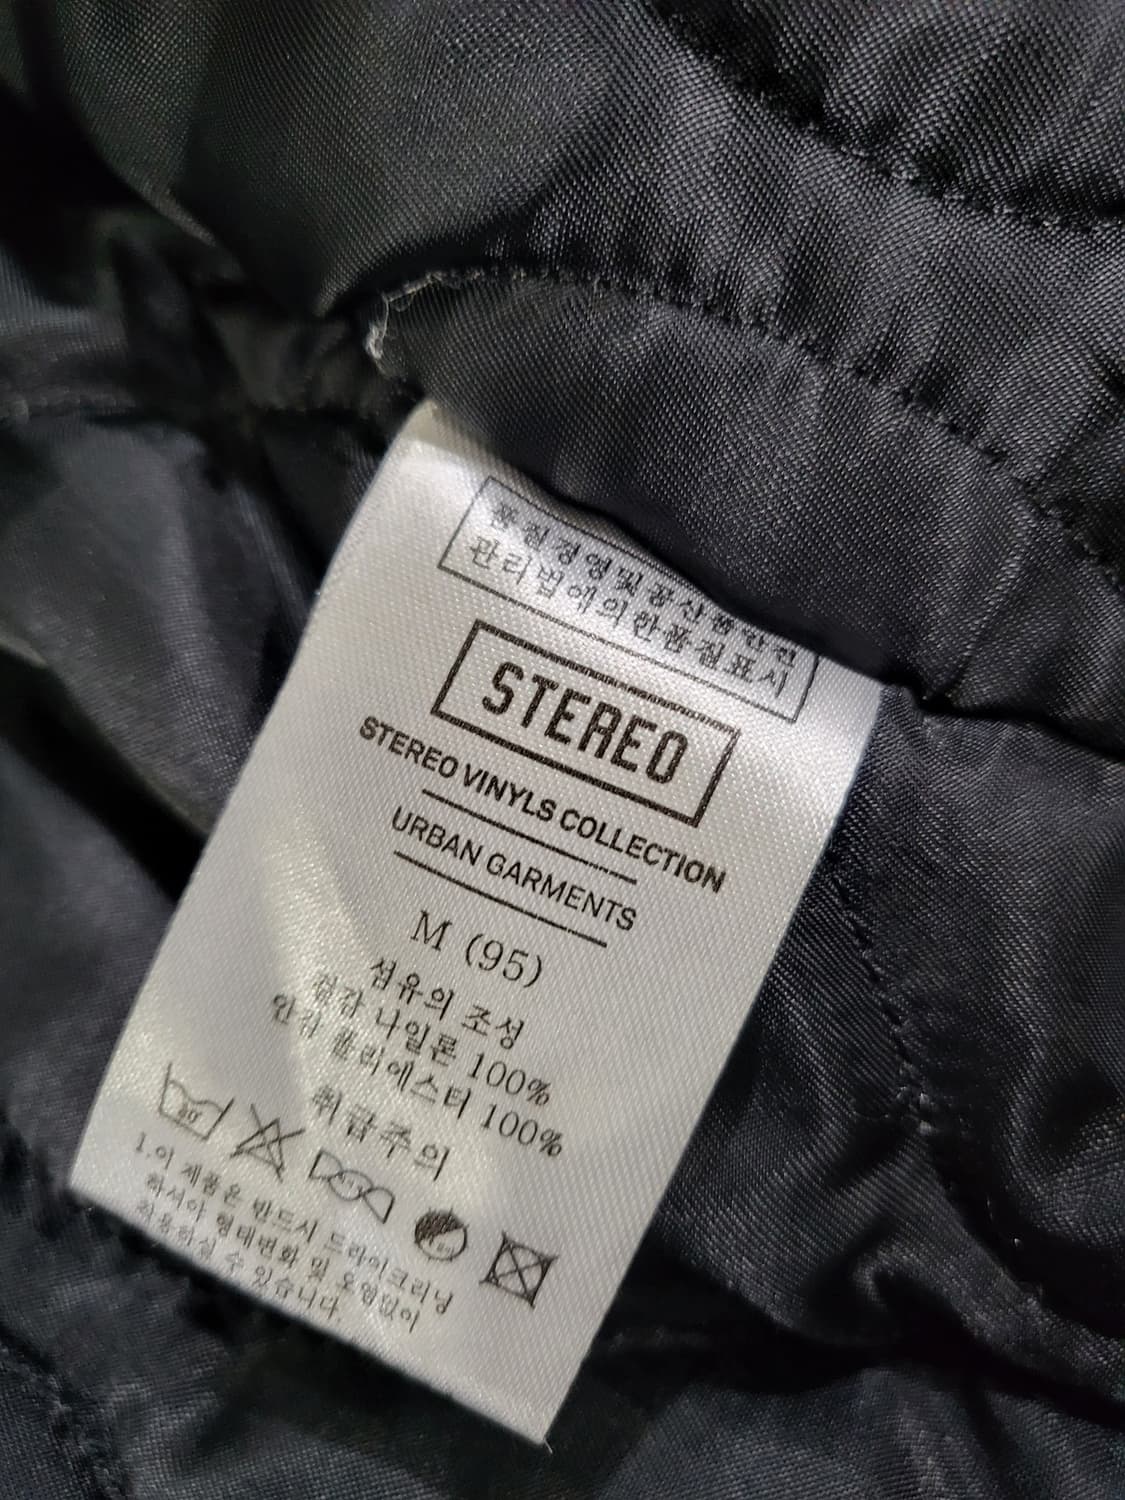 품질경영및공산품안전
관리법에의한품질표시
STEREO
STEREO VINYLS COLLECTION
URBAN GARMENTS
M (95)
섬유의 조성
겉감 나일론 100%
안감 폴리에스터 100%
취급주의
1.이 제품은 반드시 드라이크리닝
하셔야 형태변화 및 오염없이
착용하실 수 있습니다.